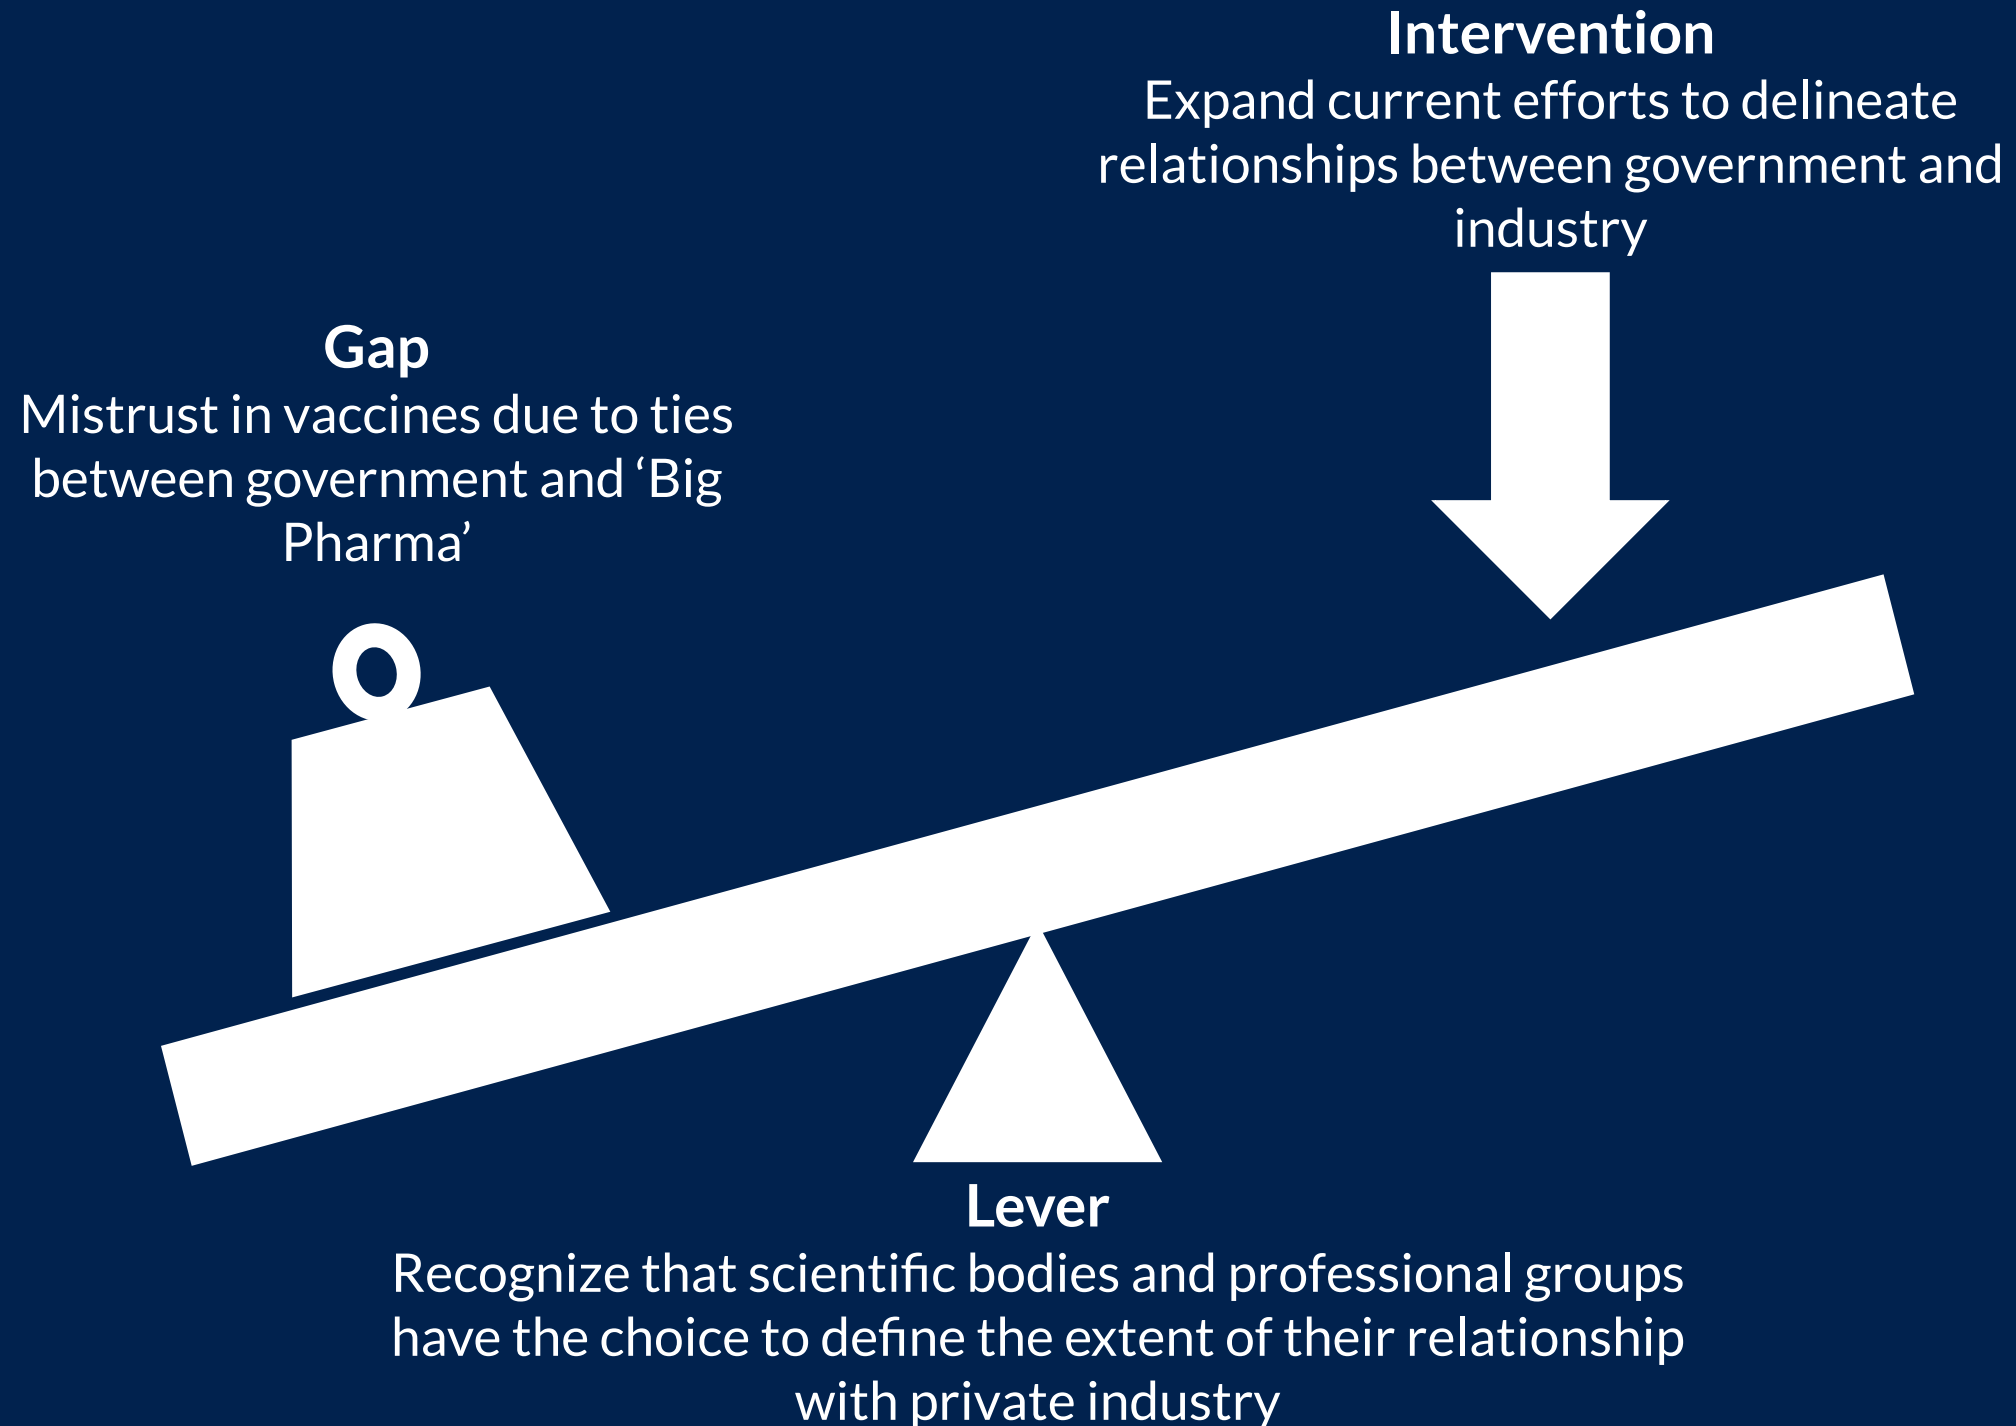 Intervention
Expand current efforts to delineate
relationships between government and
industry
Gap
Mistrust in vaccines due to ties
between government and ‘Big
Pharma’
Lever
Recognize that scientific bodies and professional groups
have the choice to define the extent of their relationship
with private industry